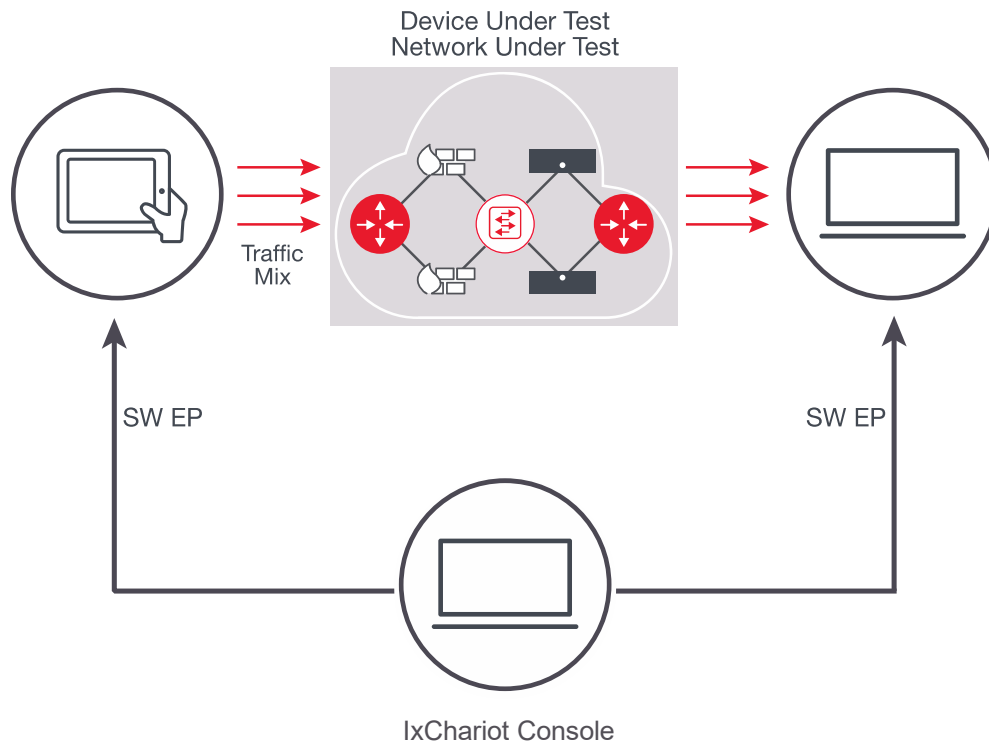 Device Under Test
Network Under Test
Traffic
Mix
SW EP
SW EP
IxChariot Console